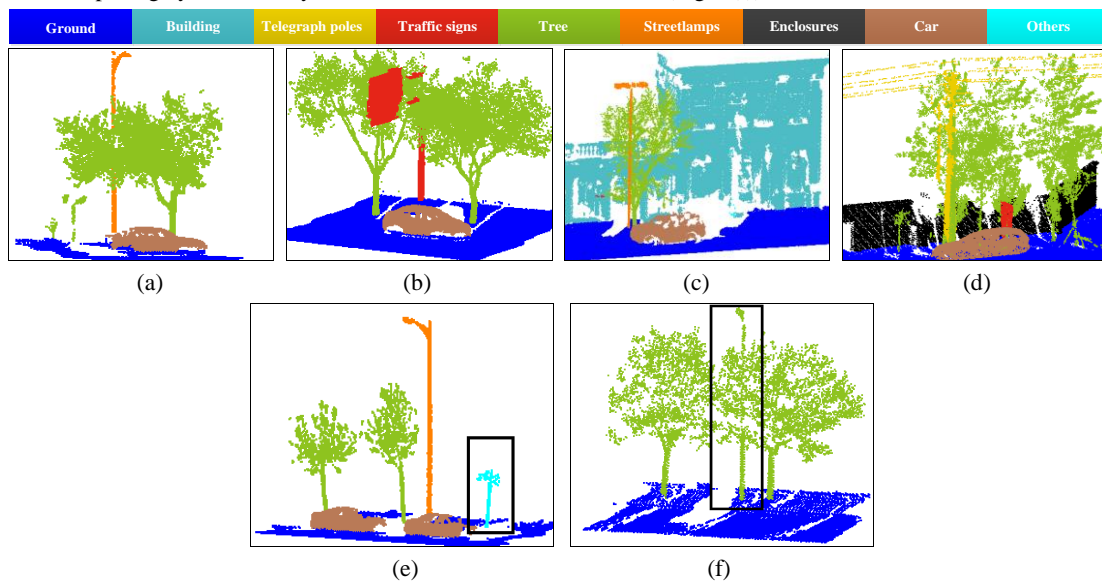 Ground Building Telegraph poles Traffic signs Tree Streetlamps Enclosures Car Others
(a) (b) (c) (d)
(e) (f)